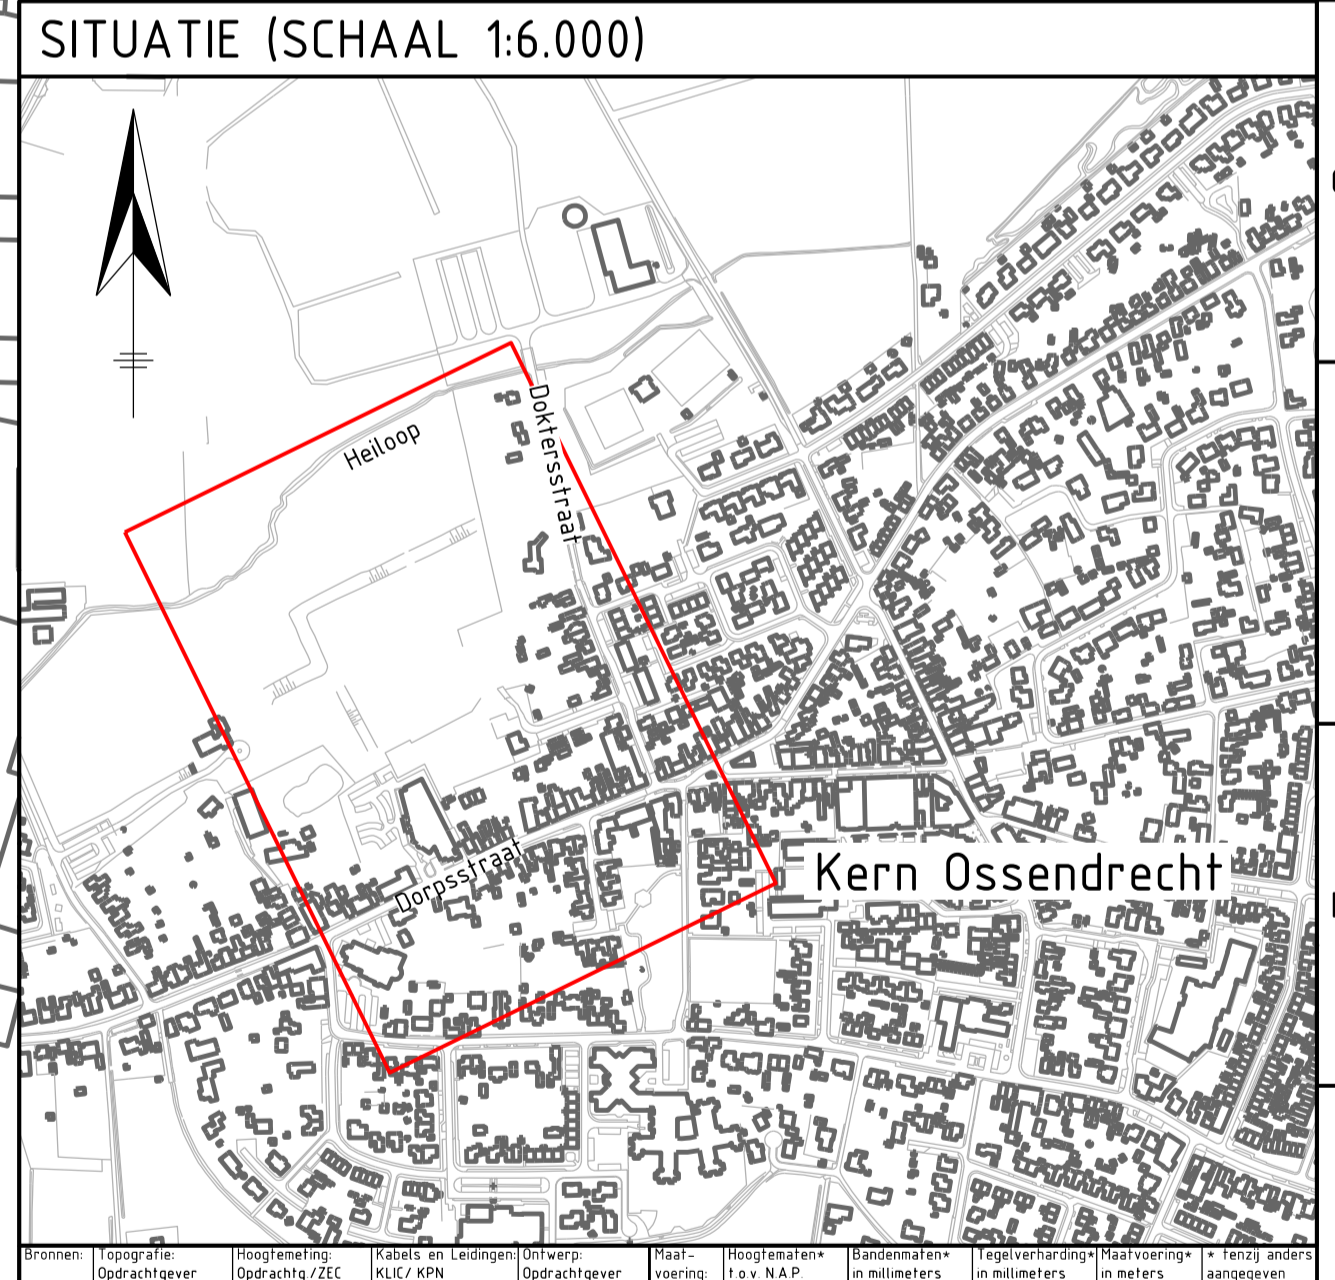 SITUATIE (SCHAAL 1:6.000)
Heiloop
Doktersstraat
Dorpsstraat
Kern Ossendrecht
Bronnen: Topografie: Hoogtemeting: Kabels en Leidingen: Ontwerp: Maat- Hoogtematen* Bandenmaten* Tegelverharding* Maatvoering* * tenzij anders
Opdrachtgever Opdrachtg./ZEC KLIC/ KPN Opdrachtgever voering: t.o.v. N.A.P. in millimeters in millimeters in meters aangegeven